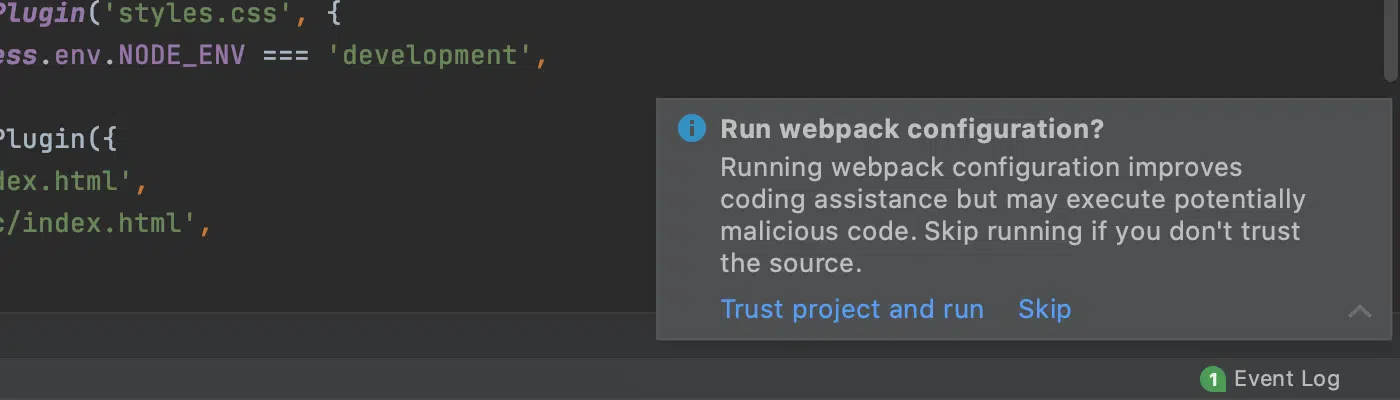 Plugin('styles.css', {
ess.env.NODE_ENV === 'development',
Plugin({
dex.html',
c/index.html',
Run webpack configuration?
Running webpack configuration improves
coding assistance but may execute potentially
malicious code. Skip running if you don't trust
the source.
Trust project and run Skip
1 Event Log